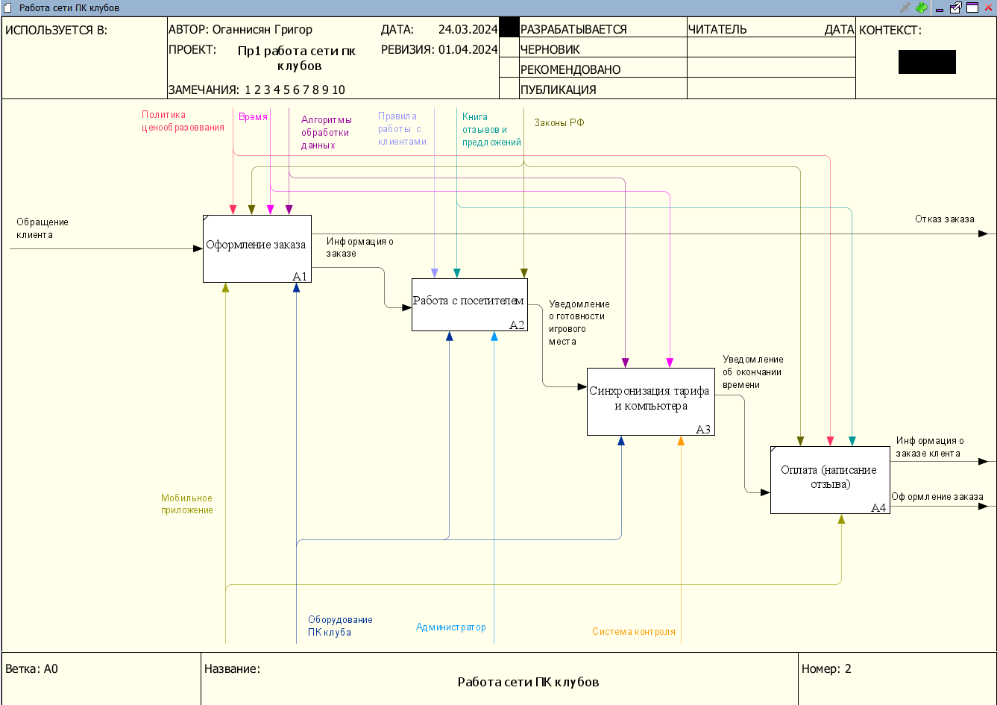 Работа сети ПК клубов
ИСПОЛЬЗУЕТСЯ В:
АВТОР: Оганнисян Григор
ДАТА: 24.03.2024
РАЗРАБАТЫВАЕТСЯ
ЧИТАТЕЛЬ
ДАТА
КОНТЕКСТ:
ПРОЕКТ: Пр1 работа сети пк
клубов
РЕВИЗИЯ: 01.04.2024
ЧЕРНОВИК
РЕКОМЕНДОВАНО
ЗАМЕЧАНИЯ: 1 2 3 4 5 6 7 8 9 10
ПУБЛИКАЦИЯ
Политика
ценообразоввания
Время
Алгоритмы
обработки
данных
Правила
работы с
клиентами
Книга
отзывов и
предложений
Законы РФ
Обращение
клиента
Оформление заказа
A1
Отказ заказа
Информация о
заказе
Работа с посетителем
A2
Уведомление
о готовности
игрового
места
Синхронизация тарифа
и компьютера
A3
Уведомление
об окончании
времени
Оплата (написание
отзыва)
A4
Информация о
заказе клента
Оформление заказа
Мобильное
приложение
Оборудование
ПК клуба
Администратор
Система контроля
Ветка: A0
Название:
Работа сети ПК клубов
Номер: 2